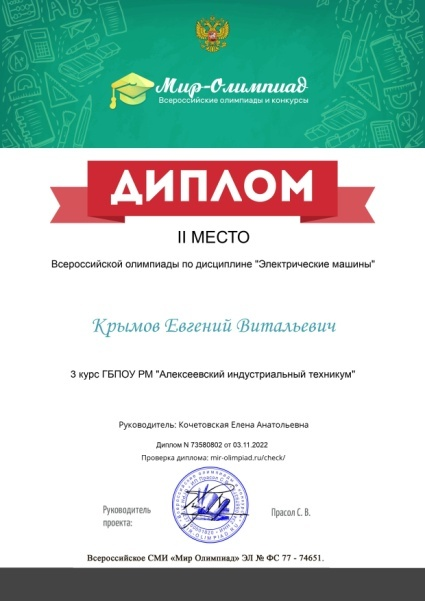 Мир-Олимпиад
Всероссийские олимпиады и конкурсы
ДИПЛОМ
II МЕСТО
Всероссийской олимпиады по дисциплине "Электрические машины"
Крымов Евгений Витальевич
3 курс ГБПОУ РМ "Алексеевский индустриальный техникум"
Руководитель: Кочетовская Елена Анатольевна
Диплом N 73580802 от 03.11.2022
Проверка диплома: mir-olimpiad.ru/check/
Руководитель
проекта:
Прасол С. В.
Всероссийское СМИ «Мир Олимпиад» ЭЛ № ФС 77 - 74651.